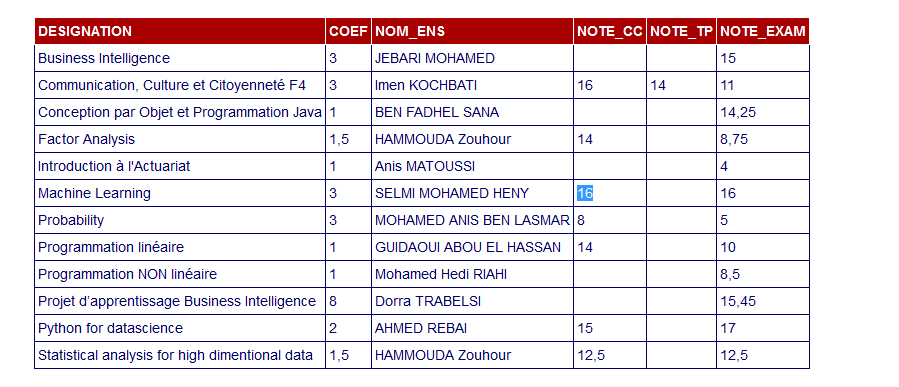 DESIGNATION COEF NOM_ENS NOTE_CC NOTE_TP NOTE_EXAM
Business Intelligence 3 JEBARI MOHAMED 15
Communication, Culture et Citoyenneté F4 3 Imen KOCHBATI 16 14 11
Conception par Objet et Programmation Java 1 BEN FADHEL SANA 14,25
Factor Analysis 1,5 HAMMOUDA Zouhour 14 8,75
Introduction à l'Actuariat 1 Anis MATOUSSI 4
Machine Learning 3 SELMI MOHAMED HENY 16 16
Probability 3 MOHAMED ANIS BEN LASMAR 8 5
Programmation linéaire 1 GUIDAOUI ABOU EL HASSAN 14 10
Programmation NON linéaire 1 Mohamed Hedi RIAHI 8,5
Projet d’apprentissage Business Intelligence 8 Dorra TRABELSI 15,45
Python for datascience 2 AHMED REBAI 15 17
Statistical analysis for high dimentional data 1,5 HAMMOUDA Zouhour 12,5 12,5